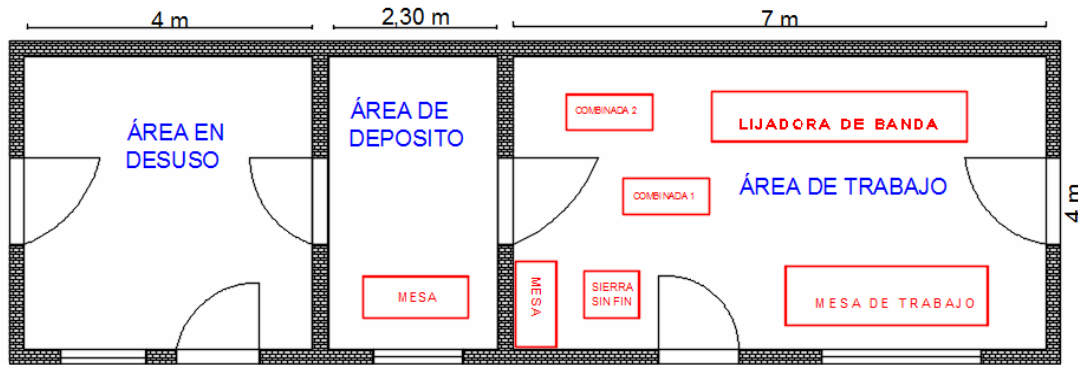 4 m
2,30 m
7 m
ÁREA EN
DESUSO
ÁREA DE
DEPOSITO
MESA
COMBINADA 2
LIJADORA DE BANDA
COMBINADA 1
ÁREA DE TRABAJO
4 m
MESA
SIERRA
SIN FIN
MESA DE TRABAJO